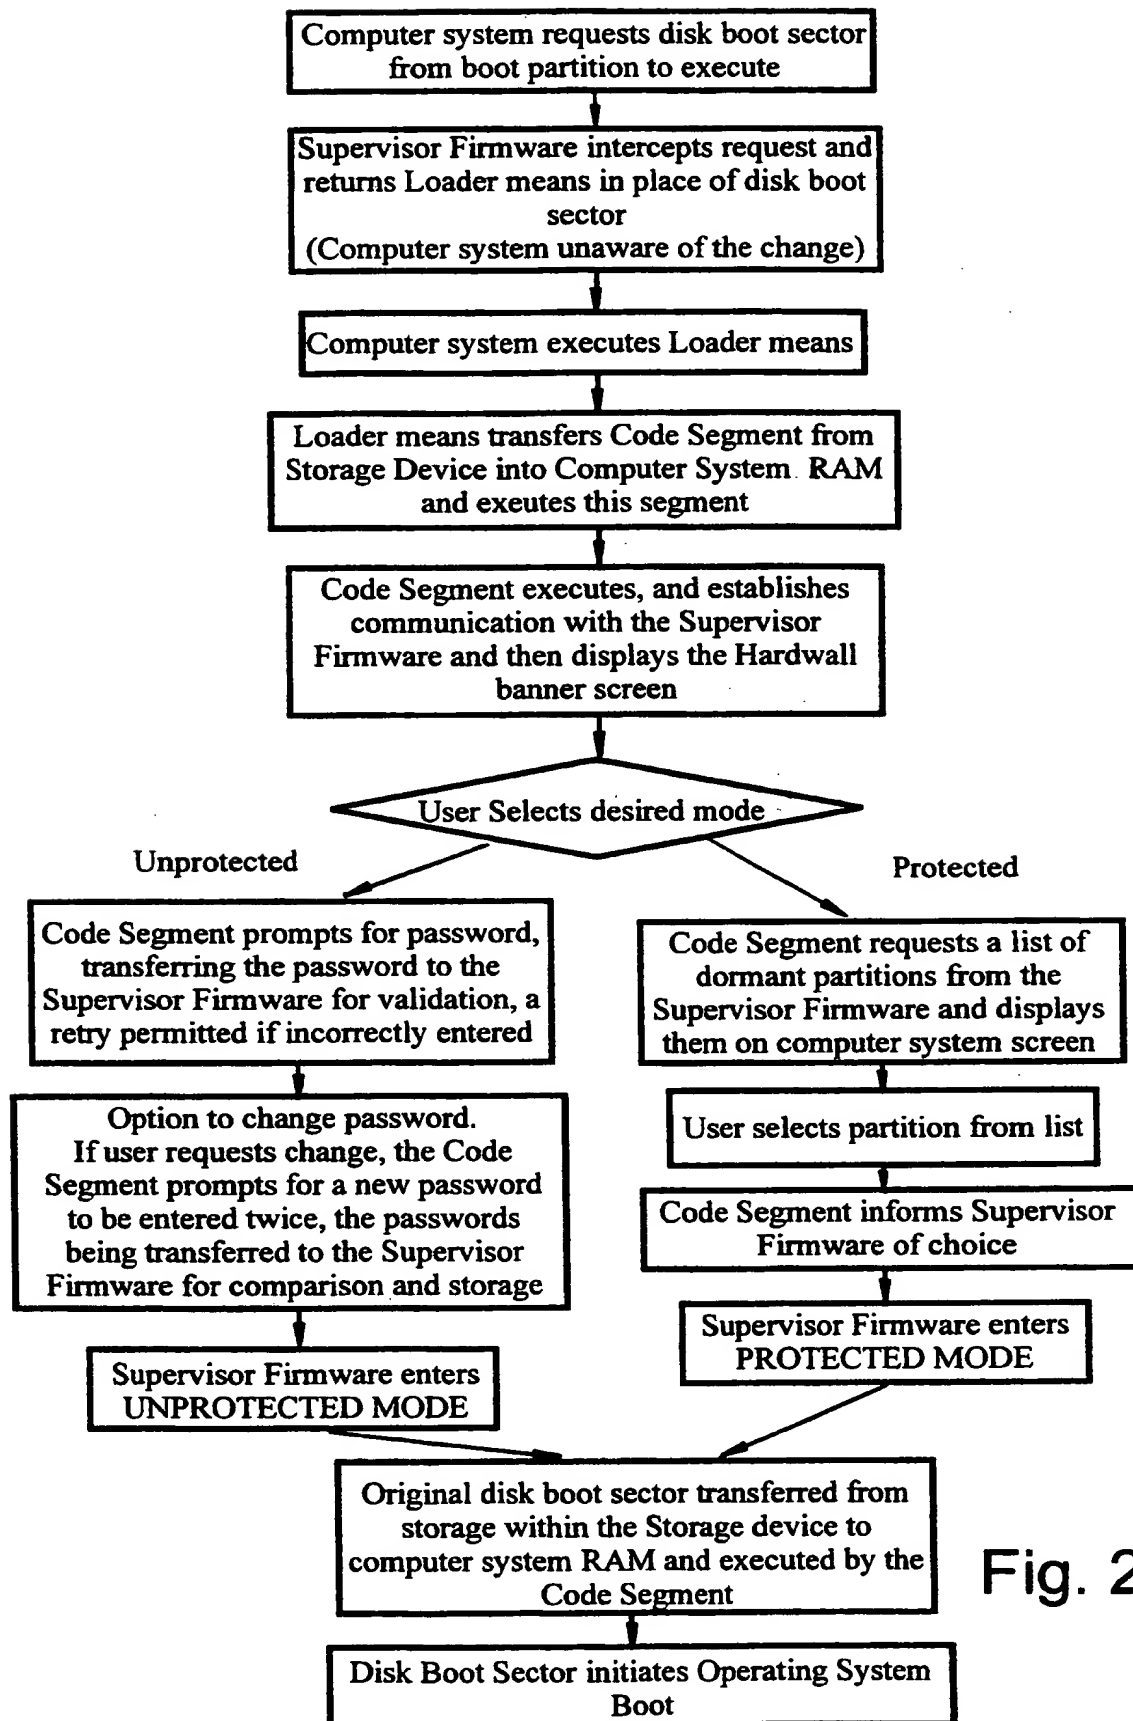 Computer system requests disk boot sector
from boot partition to execute
Supervisor Firmware intercepts request and
returns Loader means in place of disk boot
sector
(Computer system unaware of the change)
Computer system executes Loader means
Loader means transfers Code Segment from
Storage Device into Computer System RAM
and exeutes this segment
Code Segment executes, and establishes
communication with the Supervisor
Firmware and then displays the Hardwall
banner screen
User Selects desired mode
Unprotected
Protected
Code Segment prompts for password,
transferring the password to the
Supervisor Firmware for validation, a
retry permitted if incorrectly entered
Option to change password.
If user requests change, the Code
Segment prompts for a new password
to be entered twice, the passwords
being transferred to the Supervisor
Firmware for comparison and storage
Supervisor Firmware enters
UNPROTECTED MODE
Code Segment requests a list of
dormant partitions from the
Supervisor Firmware and displays
them on computer system screen
User selects partition from list
Code Segment informs Supervisor
Firmware of choice
Supervisor Firmware enters
PROTECTED MODE
Original disk boot sector transferred from
storage within the Storage device to
computer system RAM and executed by the
Code Segment
Fig. 2
Disk Boot Sector initiates Operating System
Boot